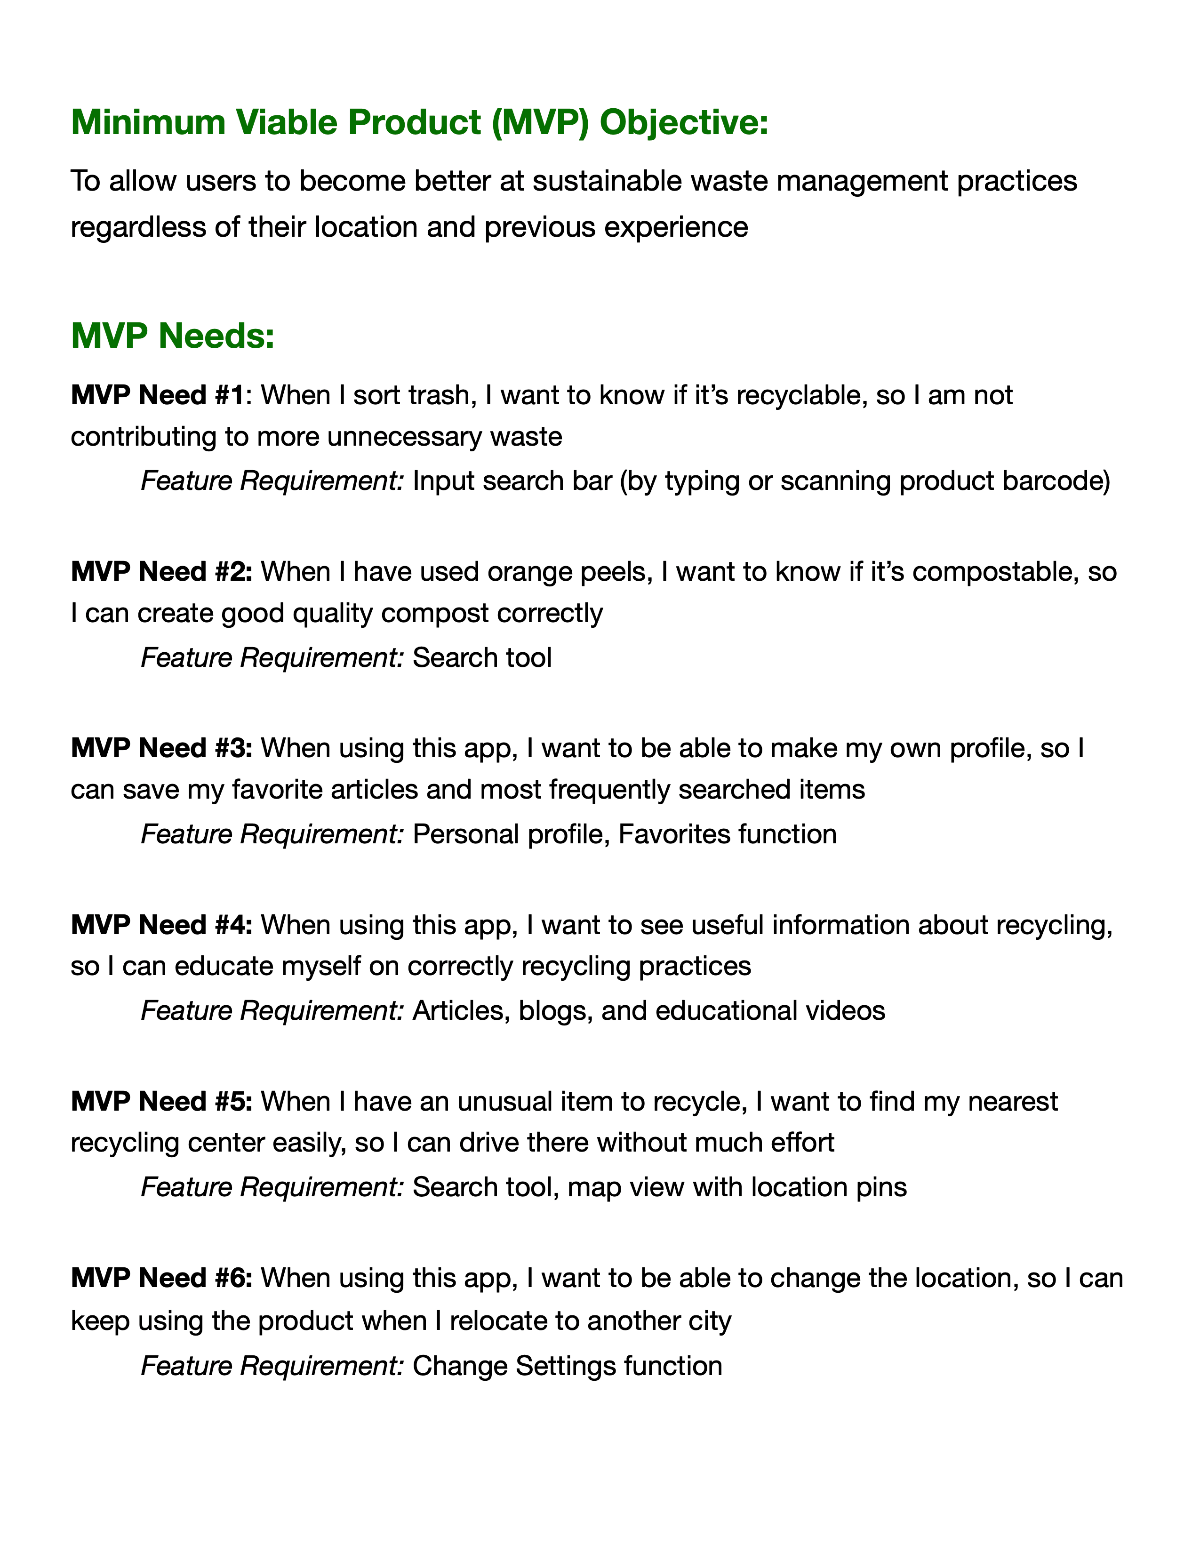 Minimum Viable Product (MVP) Objective:
To allow users to become better at sustainable waste management practices
regardless of their location and previous experience
MVP Needs:
MVP Need #1: When I sort trash, I want to know if it’s recyclable, so I am not
contributing to more unnecessary waste
Feature Requirement: Input search bar (by typing or scanning product barcode)
MVP Need #2: When I have used orange peels, I want to know if it’s compostable, so
I can create good quality compost correctly
Feature Requirement: Search tool
MVP Need #3: When using this app, I want to be able to make my own profile, so I
can save my favorite articles and most frequently searched items
Feature Requirement: Personal profile, Favorites function
MVP Need #4: When using this app, I want to see useful information about recycling,
so I can educate myself on correctly recycling practices
Feature Requirement: Articles, blogs, and educational videos
MVP Need #5: When I have an unusual item to recycle, I want to find my nearest
recycling center easily, so I can drive there without much effort
Feature Requirement: Search tool, map view with location pins
MVP Need #6: When using this app, I want to be able to change the location, so I can
keep using the product when I relocate to another city
Feature Requirement: Change Settings function